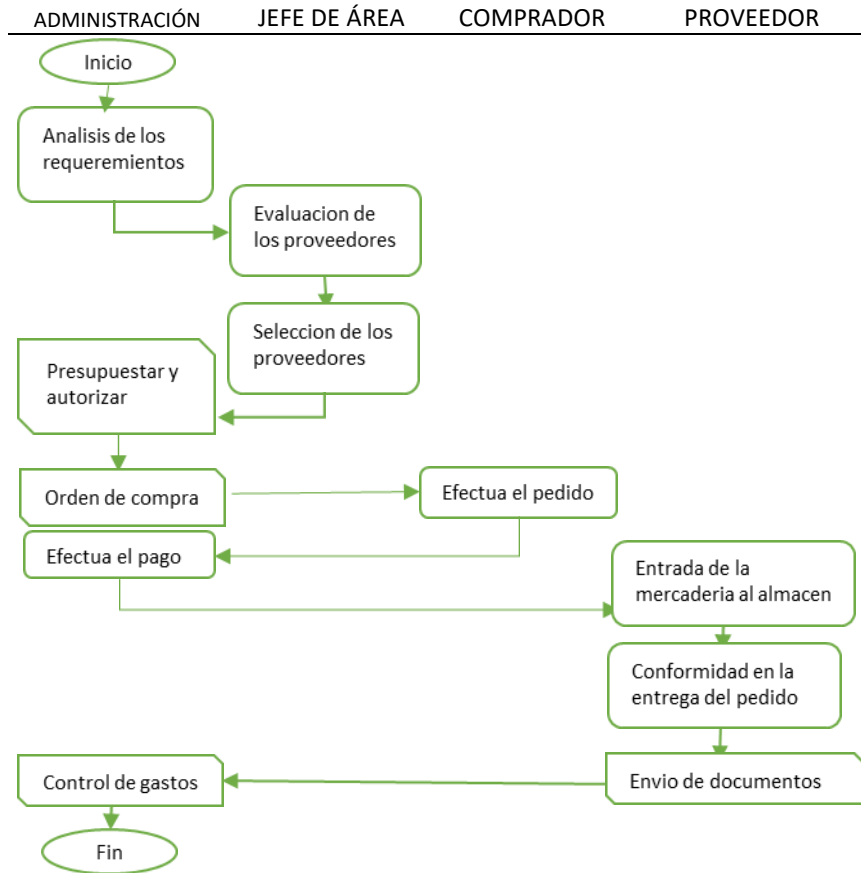 ADMINISTRACIÓN JEFE DE ÁREA COMPRADOR PROVEEDOR
Inicio
Analisis de los
requeremientos
Evaluacion de
los proveedores
Seleccion de los
proveedores
Presupuestar y
autorizar
Orden de compra
Efectua el pedido
Efectua el pago
Entrada de la
mercaderia al almacen
Conformidad en la
entrega del pedido
Envio de documentos
Control de gastos
Fin